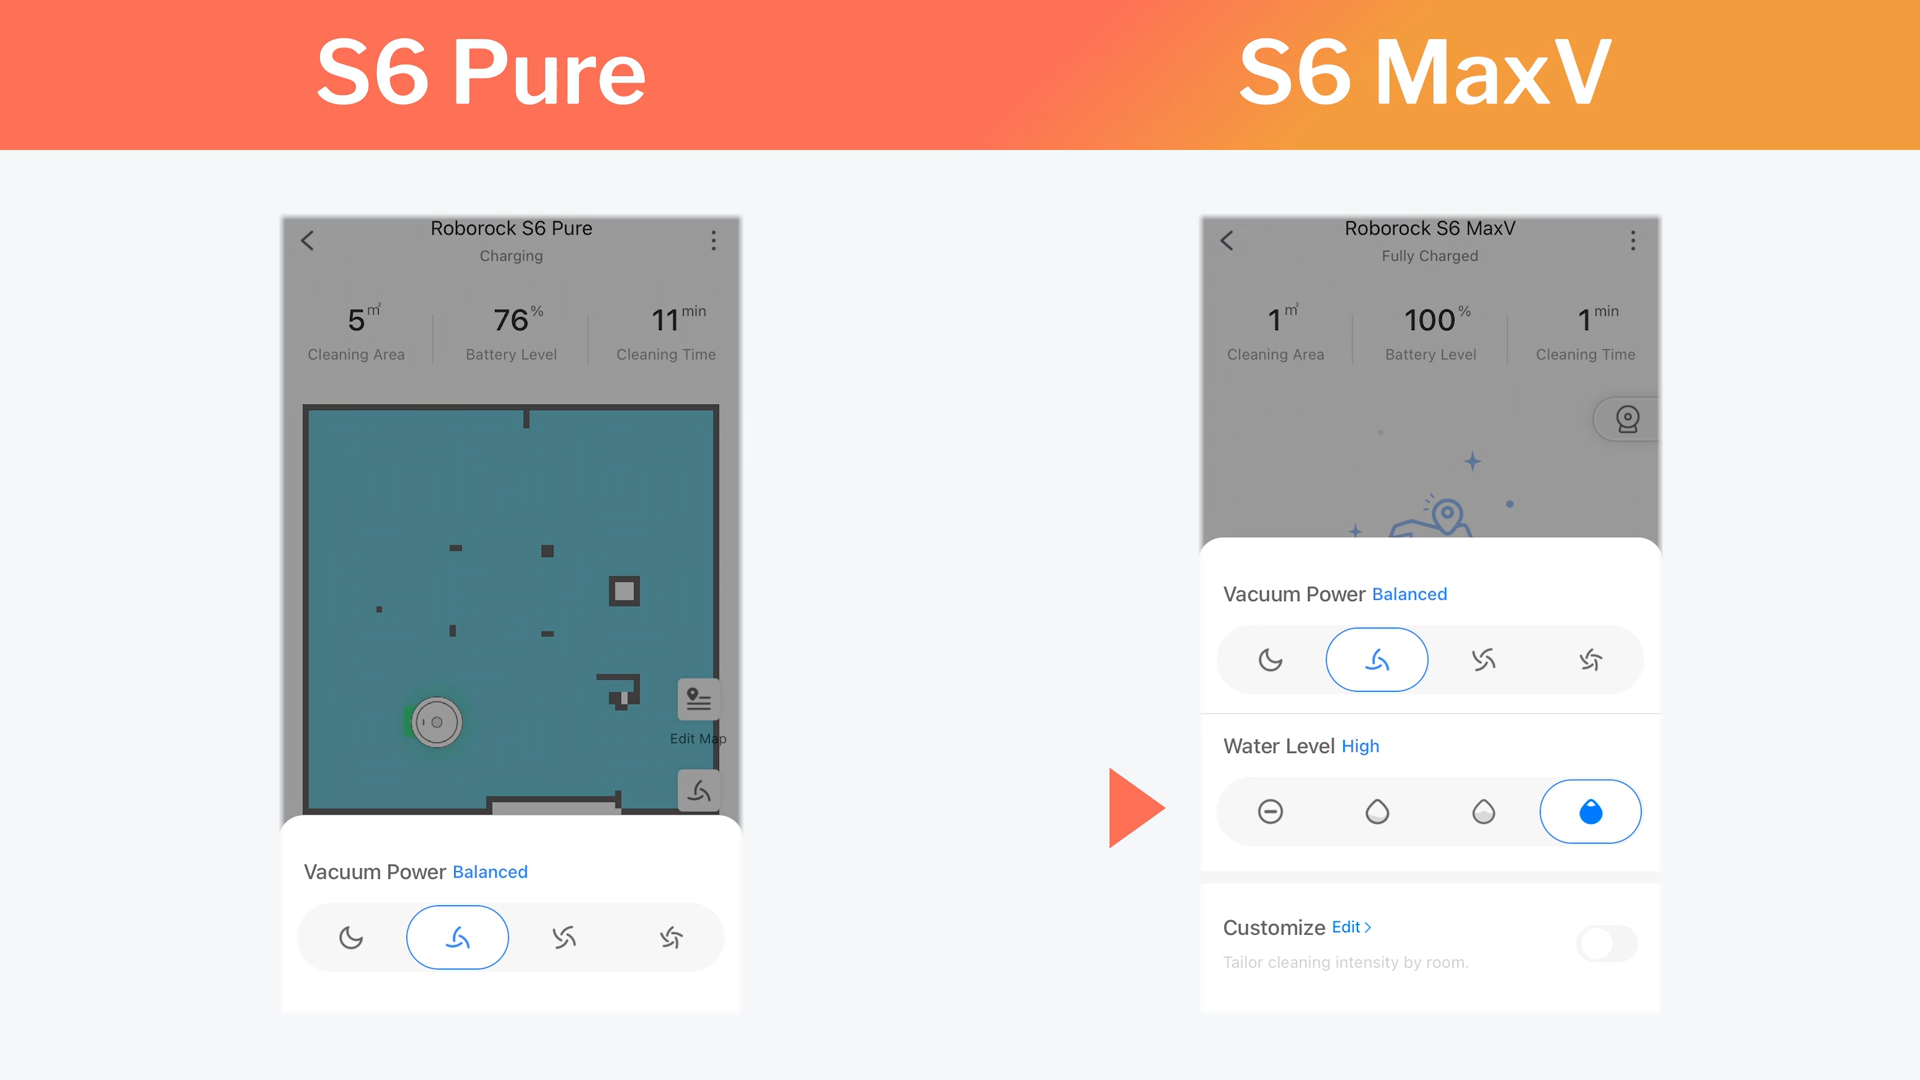 S6 Pure
S6 MaxV
Roborock S6 Pure
Charging
5 ㎡
76 %
11 min
Cleaning Area
Battery Level
Cleaning Time
Edit Map
Vacuum Power Balanced
Roborock S6 MaxV
Fully Charged
1 ㎡
100 %
1 min
Cleaning Area
Battery Level
Cleaning Time
Vacuum Power Balanced
Water Level High
Customize Edit >
Tailor cleaning intensity by room.